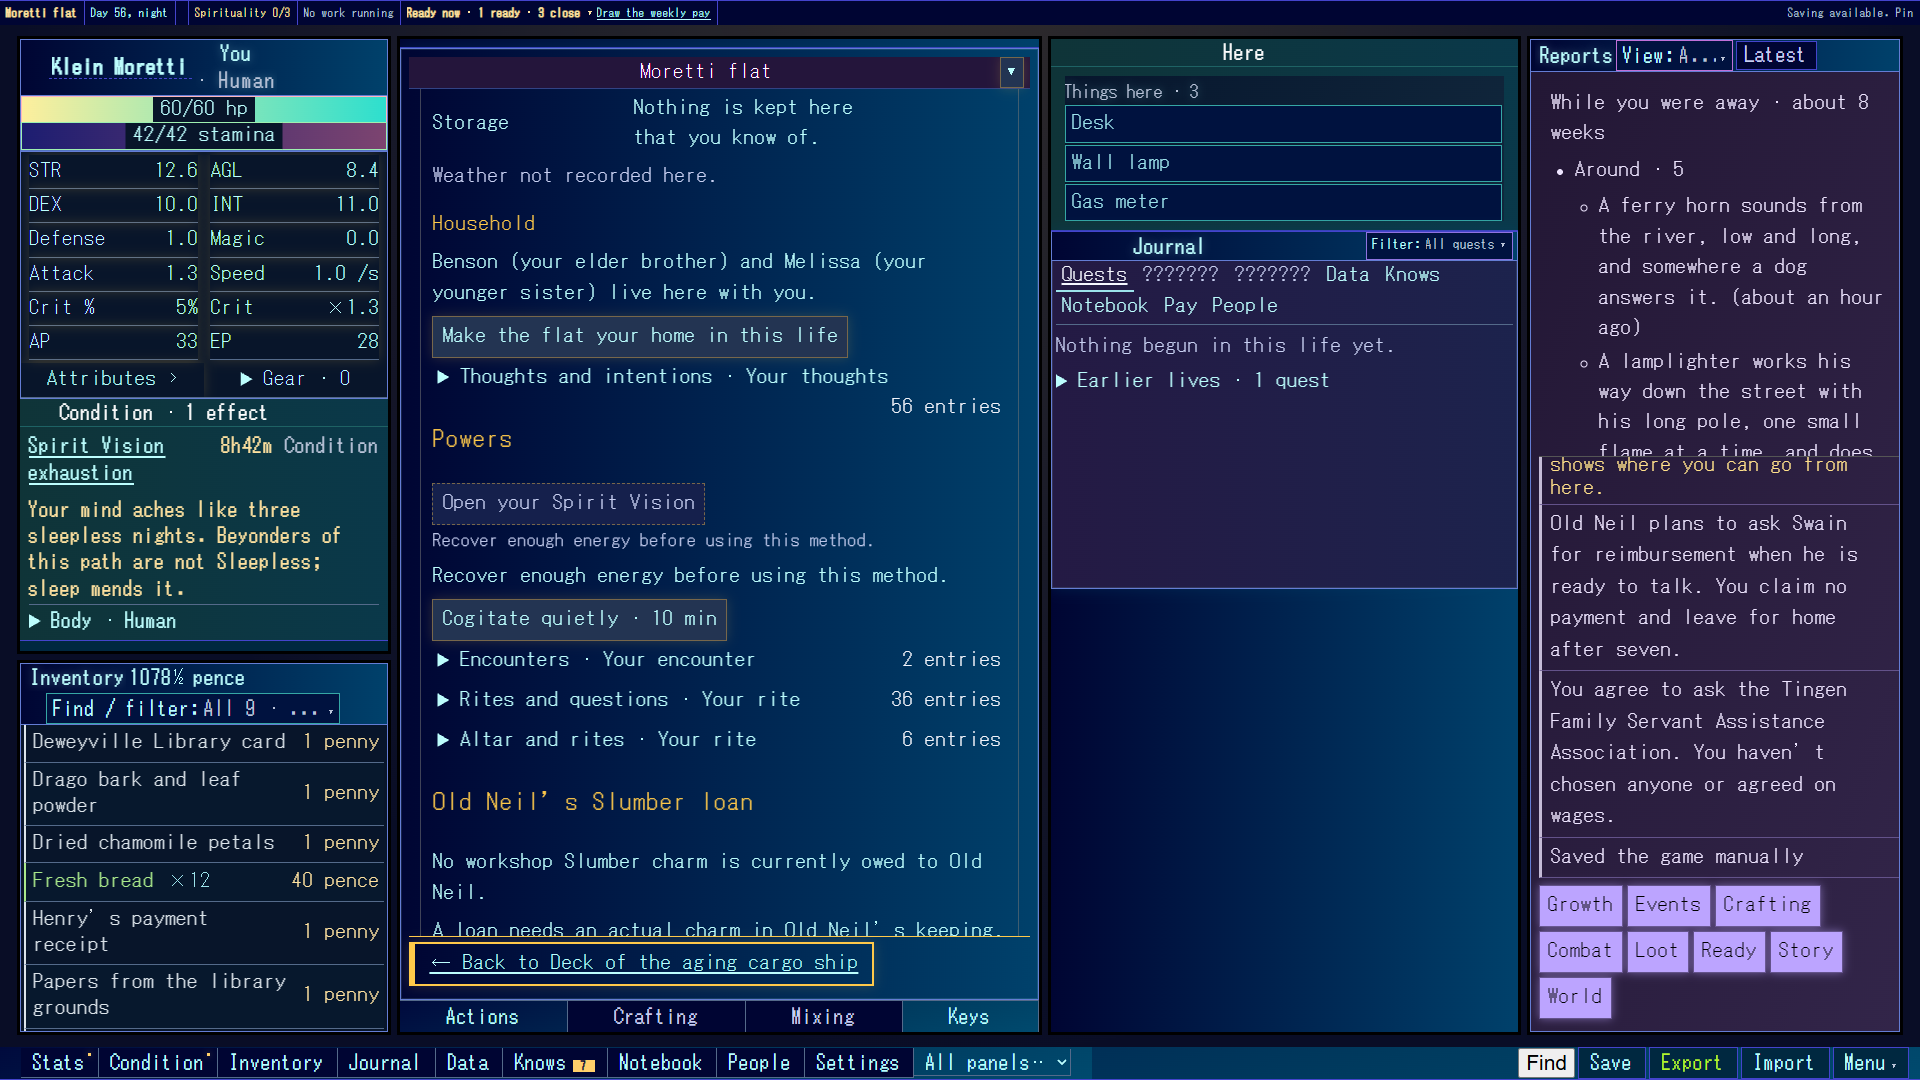 Moretti flat
Day 56, night
Spirituality 0/3
No work running
Ready now · 1 ready · 3 close
Draw the weekly pay
Saving available. Pin
Klein Moretti · You
Human
60/60 hp
42/42 stamina
STR 12.6 AGL 8.4
DEX 10.0 INT 11.0
Defense 1.0 Magic 0.0
Attack 1.3 Speed 1.0 /s
Crit % 5% Crit ×1.3
AP 33 EP 28
Attributes >
▶ Gear · 0
Condition · 1 effect
Spirit Vision exhaustion 8h42m Condition
Your mind aches like three
sleepless nights. Beyonders of
this path are not Sleepless;
sleep mends it.
▶ Body · Human
Inventory 1078½ pence
Find / filter: All 9 · ...
Deweyville Library card 1 penny
Drago bark and leaf
powder 1 penny
Dried chamomile petals 1 penny
Fresh bread ×12 40 pence
Henry's payment
receipt 1 penny
Papers from the library
grounds 1 penny
Moretti flat
Storage
Nothing is kept here
that you know of.
Weather not recorded here.
Household
Benson (your elder brother) and Melissa (your
younger sister) live here with you.
Make the flat your home in this life
▶ Thoughts and intentions · Your thoughts
56 entries
Powers
Open your Spirit Vision
Recover enough energy before using this method.
Recover enough energy before using this method.
Cogitate quietly · 10 min
▶ Encounters · Your encounter 2 entries
▶ Rites and questions · Your rite 36 entries
▶ Altar and rites · Your rite 6 entries
Old Neil's Slumber loan
No workshop Slumber charm is currently owed to Old
Neil.
A loan needs an actual charm in Old Neil's keeping.
← Back to Deck of the aging cargo ship
Actions
Crafting
Mixing
Keys
Here
Things here · 3
Desk
Wall lamp
Gas meter
Journal
Filter: All quests
Quests ??????? ??????? Data Knows
Notebook Pay People
Nothing begun in this life yet.
▶ Earlier lives · 1 quest
Reports
View: A...
Latest
While you were away · about 8
weeks
• Around · 5
A ferry horn sounds from
the river, low and long,
and somewhere a dog
answers it. (about an hour
ago)
A lamplighter works his
way down the street with
his long pole, one small
flame at a time, and does
shows where you can go from
here.
Old Neil plans to ask Swain
for reimbursement when he is
ready to talk. You claim no
payment and leave for home
after seven.
You agree to ask the Tingen
Family Servant Assistance
Association. You haven't
chosen anyone or agreed on
wages.
Saved the game manually
Growth Events Crafting
Combat Loot Ready Story
World
Stats
Condition
Inventory
Journal
Data
Knows 7
Notebook
People
Settings
All panels··
Find
Save
Export
Import
Menu